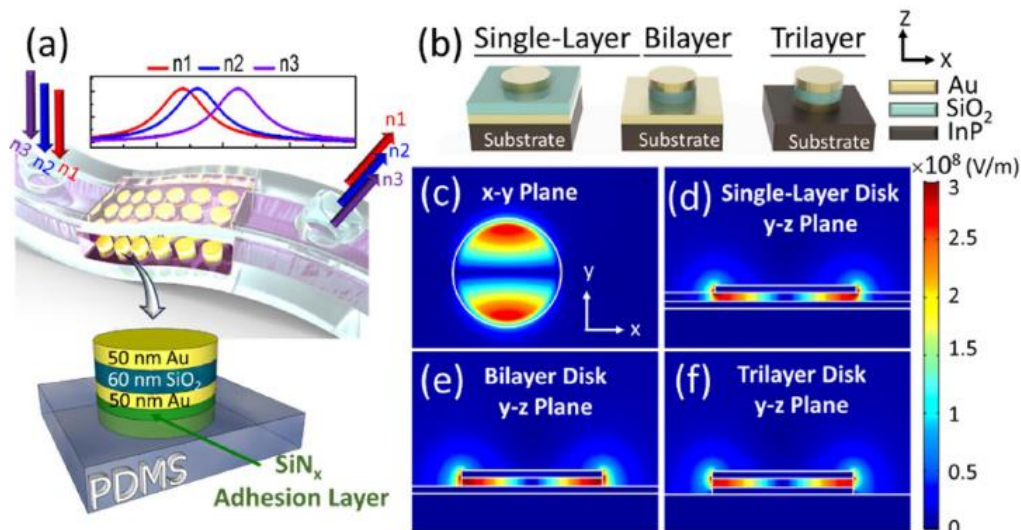 (a)
n1 n2 n3
n3
n2
n1
n1
n2
n3
50 nm Au
60 nm SiO₂
50 nm Au
PDMS
SiNₓ
Adhesion Layer
(b)
Single-Layer Bilayer Trilayer
Substrate Substrate Substrate
Z
X
Au
SiO₂
InP
×10⁸ (V/m)
(c)
x-y Plane
y
x
(d)
Single-Layer Disk
y-z Plane
(e)
Bilayer Disk
y-z Plane
(f)
Trilayer Disk
y-z Plane
3
2.5
2
1.5
1
0.5
0